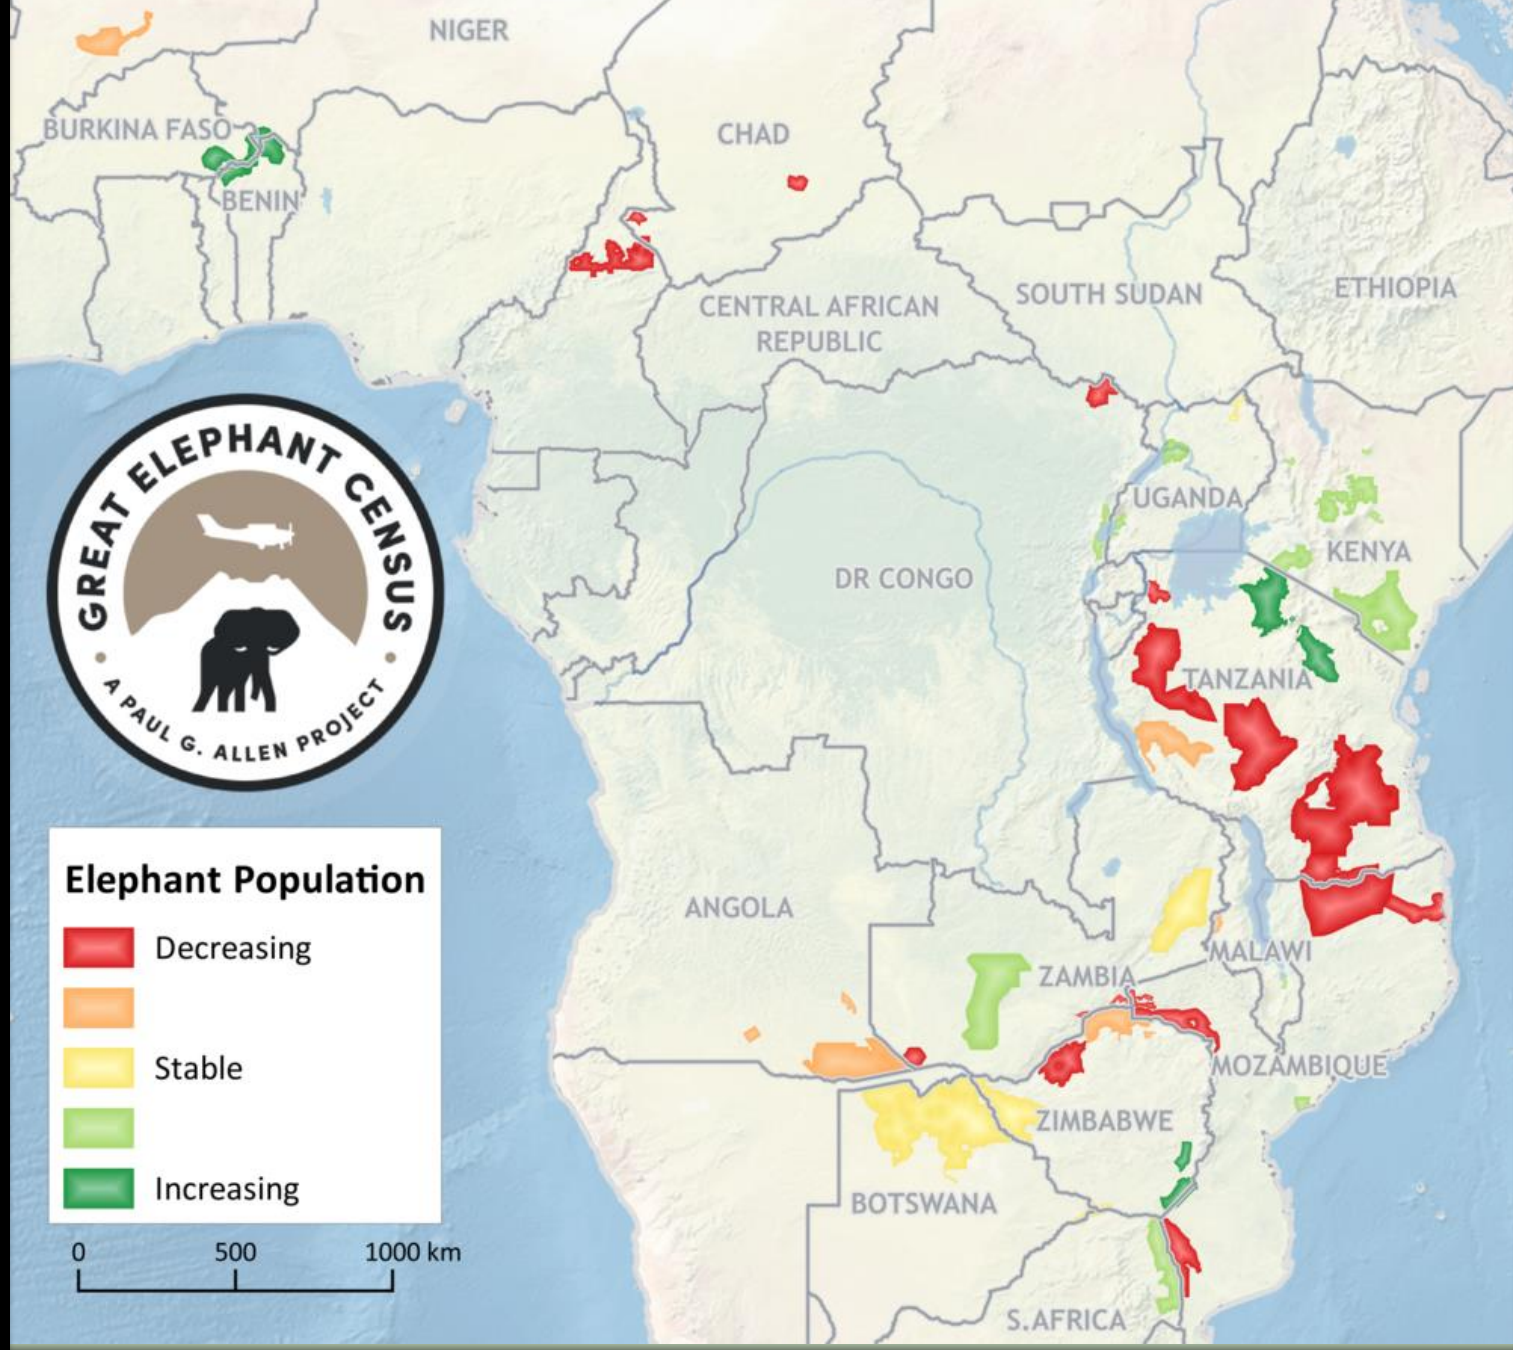 NIGER
BURKINA FASO
CHAD
BENIN
ETHIOPIA
SOUTH SUDAN
CENTRAL AFRICAN
REPUBLIC
GREAT ELEPHANT CENSUS
A PAUL G. ALLEN PROJECT
UGANDA
KENYA
DR CONGO
TANZANIA
Elephant Population
Decreasing
Stable
Increasing
0 500 1000 km
ANGOLA
MALAWI
ZAMBIA
MOZAMBIQUE
ZIMBABWE
BOTSWANA
S.AFRICA